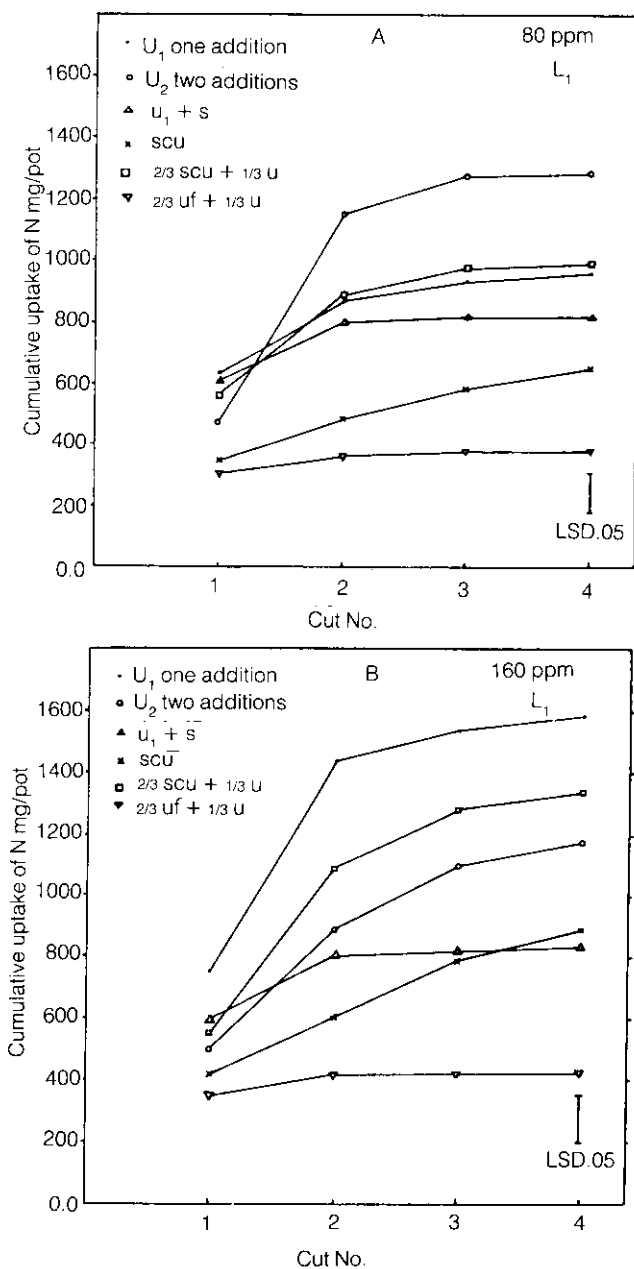 A 80 ppm
L₁
U₁ one addition
U₂ two additions
u₁ + s
scu
2/3 scu + 1/3 u
2/3 uf + 1/3 u
Cumulative uptake of N mg/pot
1600
1400
1200
1000
800
600
400
200
0.0
LSD.05
1 2 3 4
Cut No.
B 160 ppm
L₁
U₁ one addition
U₂ two additions
u₁ + s
scu
2/3 scu + 1/3 u
2/3 uf + 1/3 u
Cumulative uptake of N mg/pot
1600
1400
1200
1000
800
600
400
200
0.0
LSD.05
1 2 3 4
Cut No.